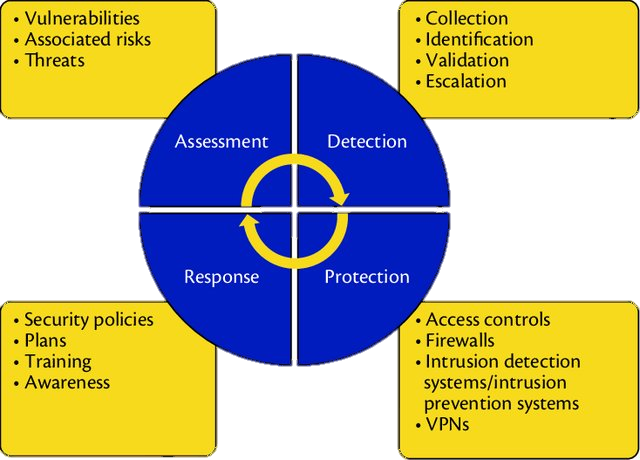 • Vulnerabilities
• Associated risks
• Threats
• Collection
• Identification
• Validation
• Escalation
Assessment
Detection
Response
Protection
• Security policies
• Plans
• Training
• Awareness
• Access controls
• Firewalls
• Intrusion detection
systems/intrusion
prevention systems
• VPNs